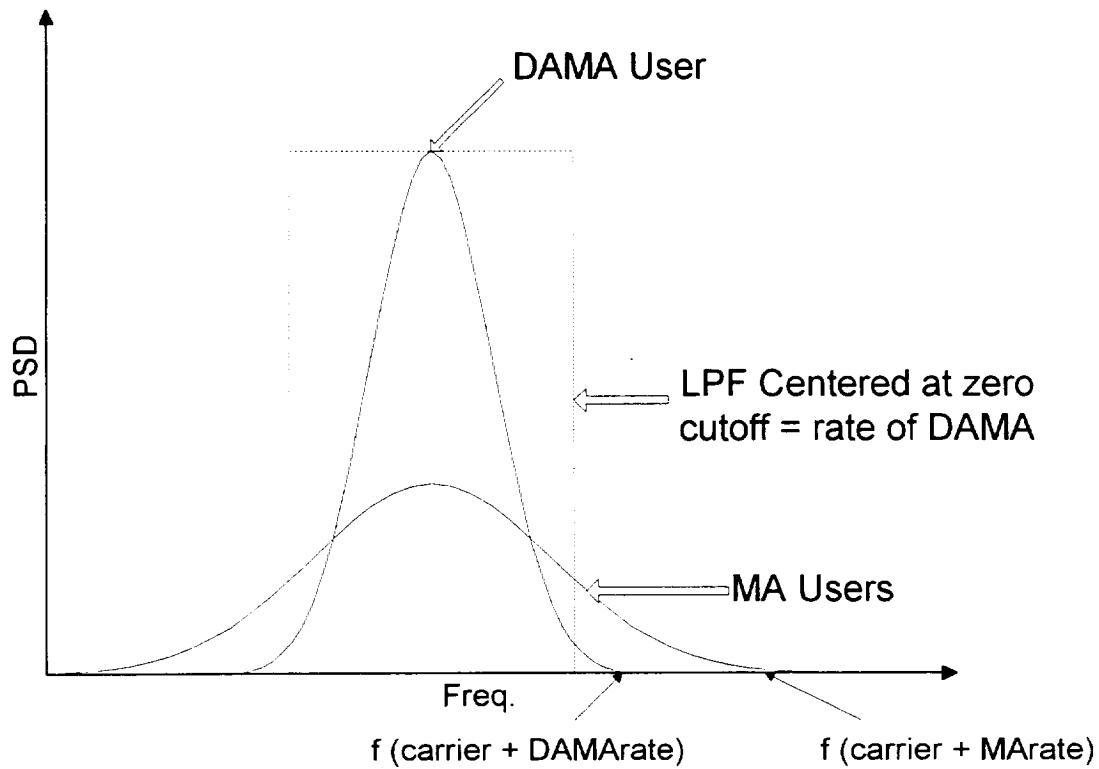 DAMA User
PSD
LPF Centered at zero
cutoff = rate of DAMA
MA Users
Freq.
f (carrier + DAMArate)
f (carrier + MArate)